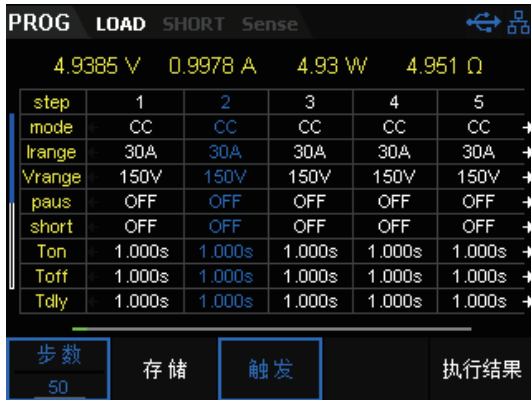 PROG LOAD SHORT Sense
4.9385 V 0.9978 A 4.93 W 4.951 Ω
step 1 2 3 4 5
mode CC CC CC CC CC
Irange 30A 30A 30A 30A 30A
Vrange 150V 150V 150V 150V 150V
paus OFF OFF OFF OFF OFF
short OFF OFF OFF OFF OFF
Ton 1.000s 1.000s 1.000s 1.000s 1.000s
Toff 1.000s 1.000s 1.000s 1.000s 1.000s
Tdly 1.000s 1.000s 1.000s 1.000s 1.000s
步数 存储 触发 执行结果
50